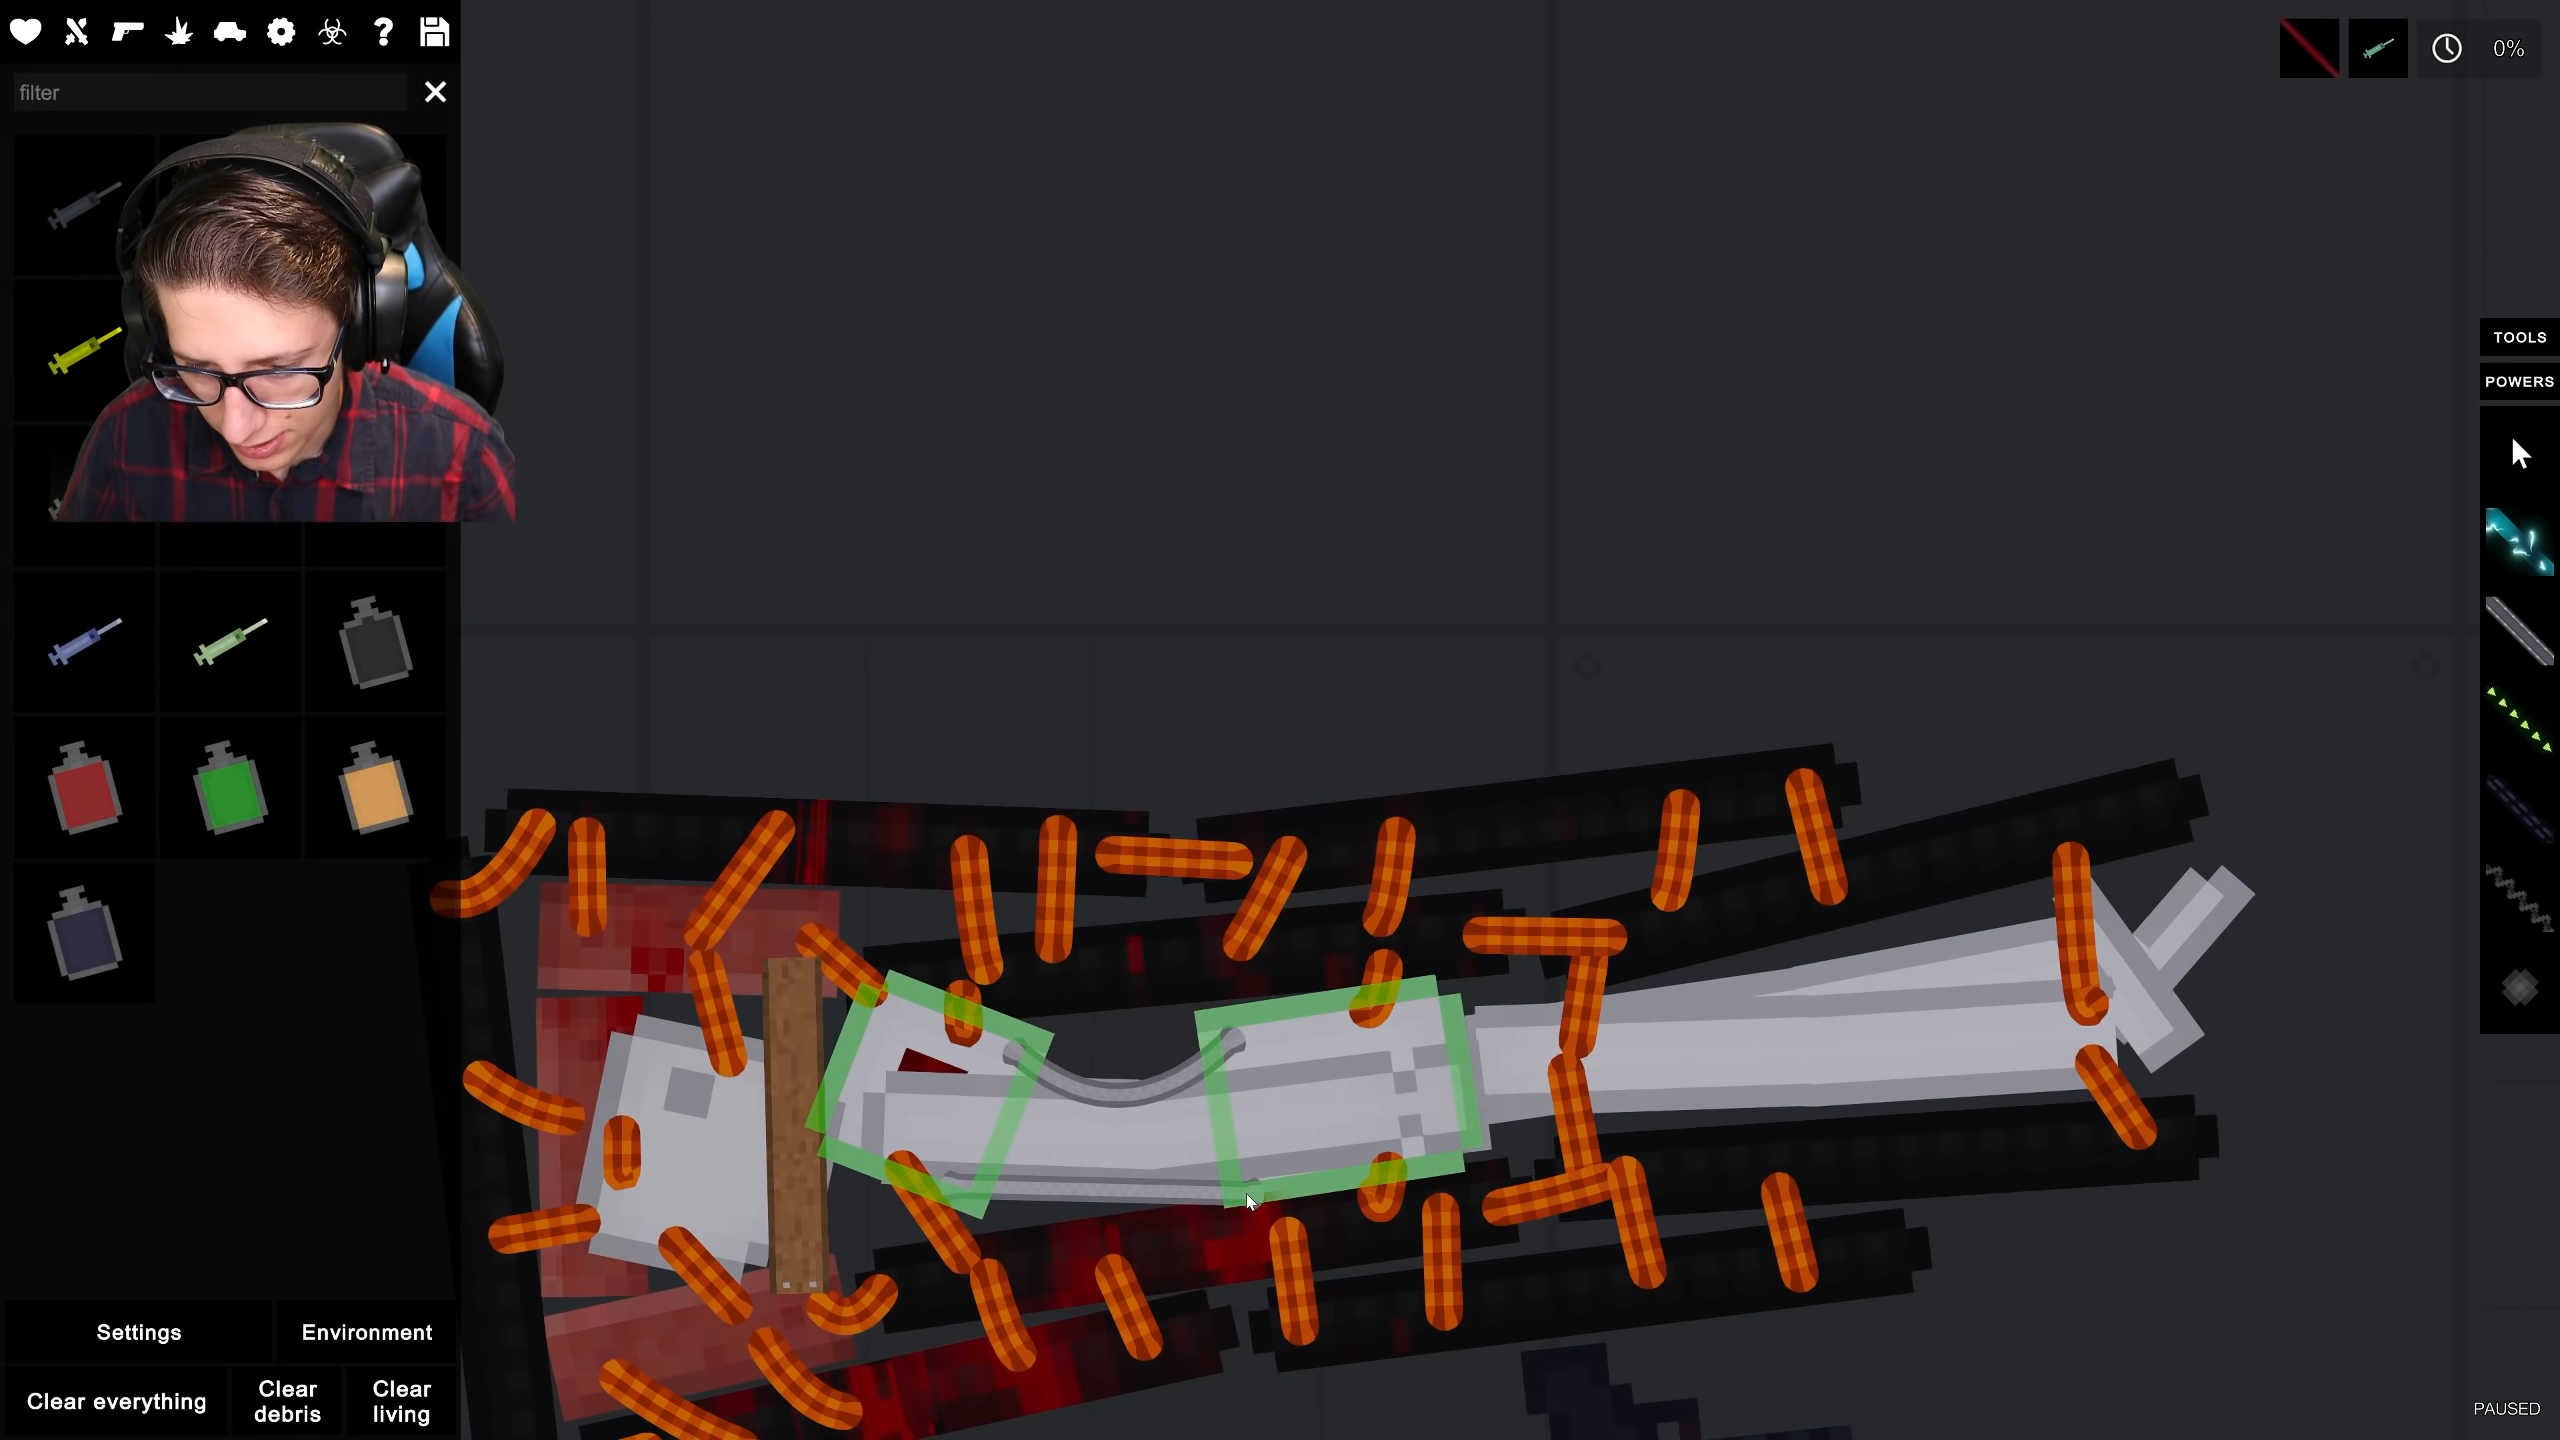 filter
0%
TOOLS
POWERS
Settings
Environment
Clear everything
Clear
debris
Clear
living
PAUSED